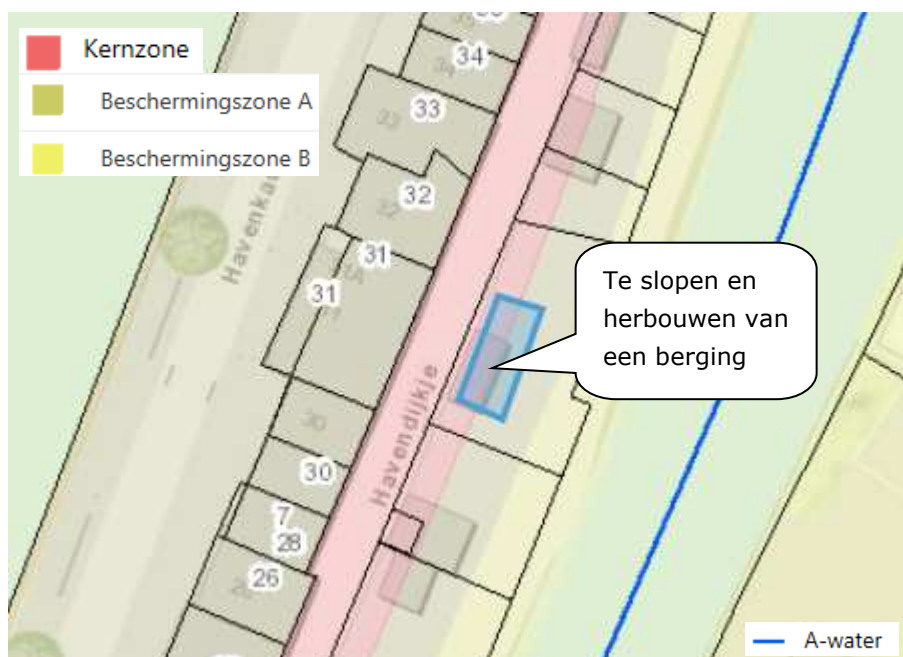 Kernzone
Beschermingszone A
Beschermingszone B
34
33
32
31
31
30
7
28
26
Havendijkje
Te slopen en
herbouwen van
een berging
A-water